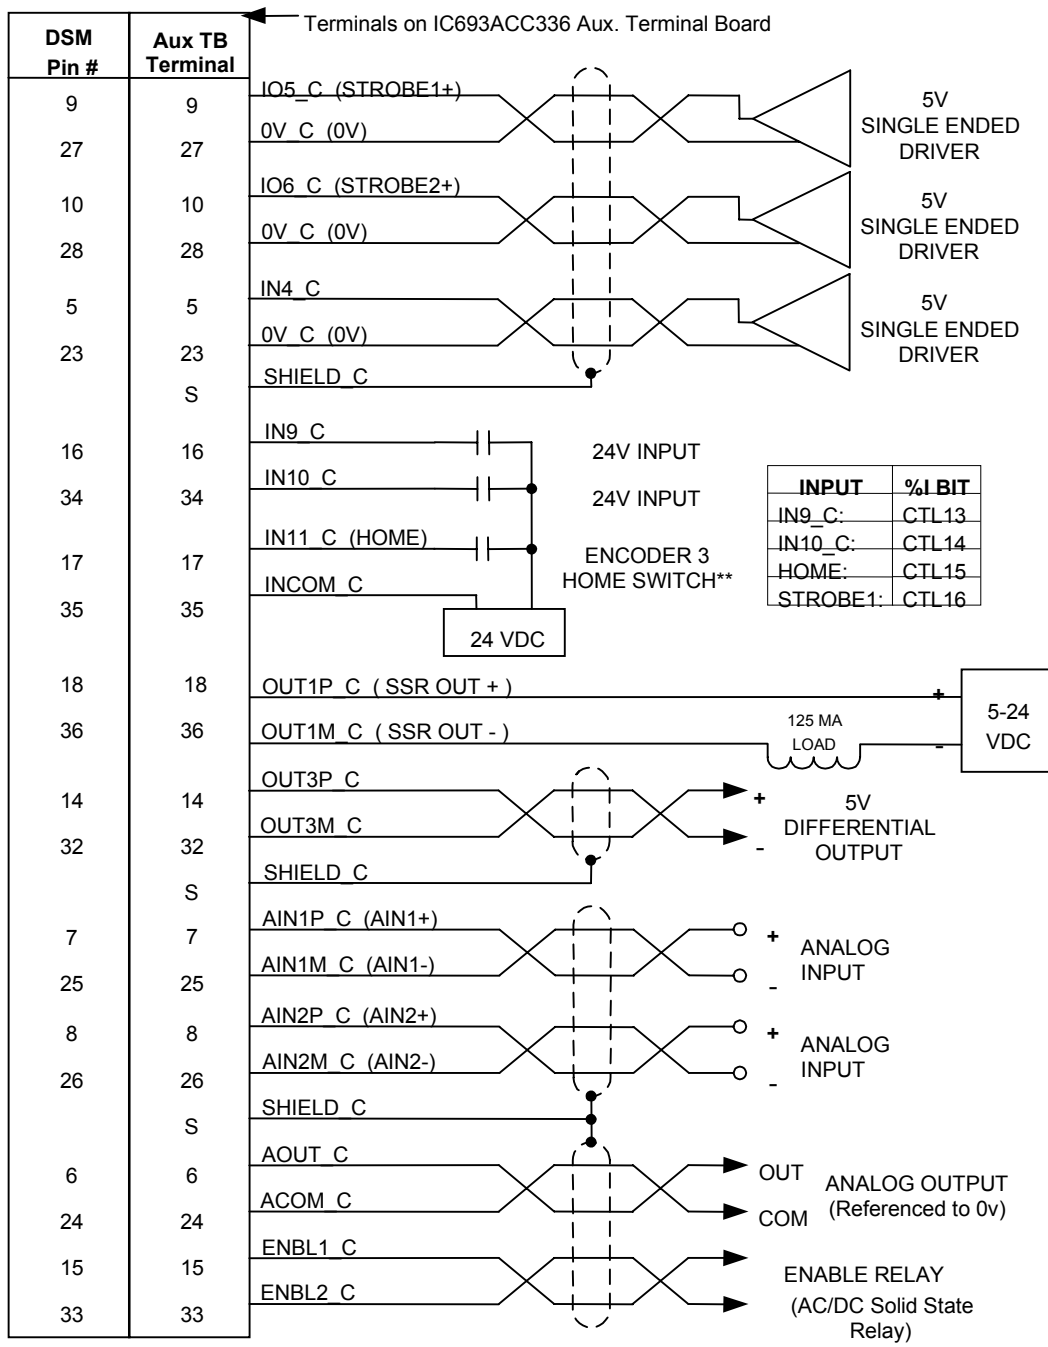 Terminals on IC693ACC336 Aux. Terminal Board
DSM
Pin #
Aux TB
Terminal
9 9 IO5_C (STROBE1+)
27 27 0V_C (0V)
5V
SINGLE ENDED
DRIVER
10 10 IO6_C (STROBE2+)
28 28 0V_C (0V)
5V
SINGLE ENDED
DRIVER
5 5 IN4_C
23 23 0V_C (0V)
5V
SINGLE ENDED
DRIVER
S SHIELD_C
16 16 IN9_C 24V INPUT
34 34 IN10_C 24V INPUT
17 17 IN11_C (HOME)
ENCODER 3
HOME SWITCH**
35 35 INCOM_C
24 VDC
INPUT %I BIT
IN9_C: CTL13
IN10_C: CTL14
HOME: CTL15
STROBE1: CTL16
18 18 OUT1P_C ( SSR OUT + ) +
36 36 OUT1M_C ( SSR OUT - ) -
125 MA
LOAD
5-24
VDC
14 14 OUT3P_C +
32 32 OUT3M_C -
5V
DIFFERENTIAL
OUTPUT
S SHIELD_C
7 7 AIN1P_C (AIN1+) +
25 25 AIN1M_C (AIN1-) -
ANALOG
INPUT
8 8 AIN2P_C (AIN2+) +
26 26 AIN2M_C (AIN2-) -
ANALOG
INPUT
S SHIELD_C
6 6 AOUT_C OUT
24 24 ACOM_C COM
ANALOG OUTPUT
(Referenced to 0v)
15 15 ENBL1_C
33 33 ENBL2_C
ENABLE RELAY
(AC/DC Solid State
Relay)